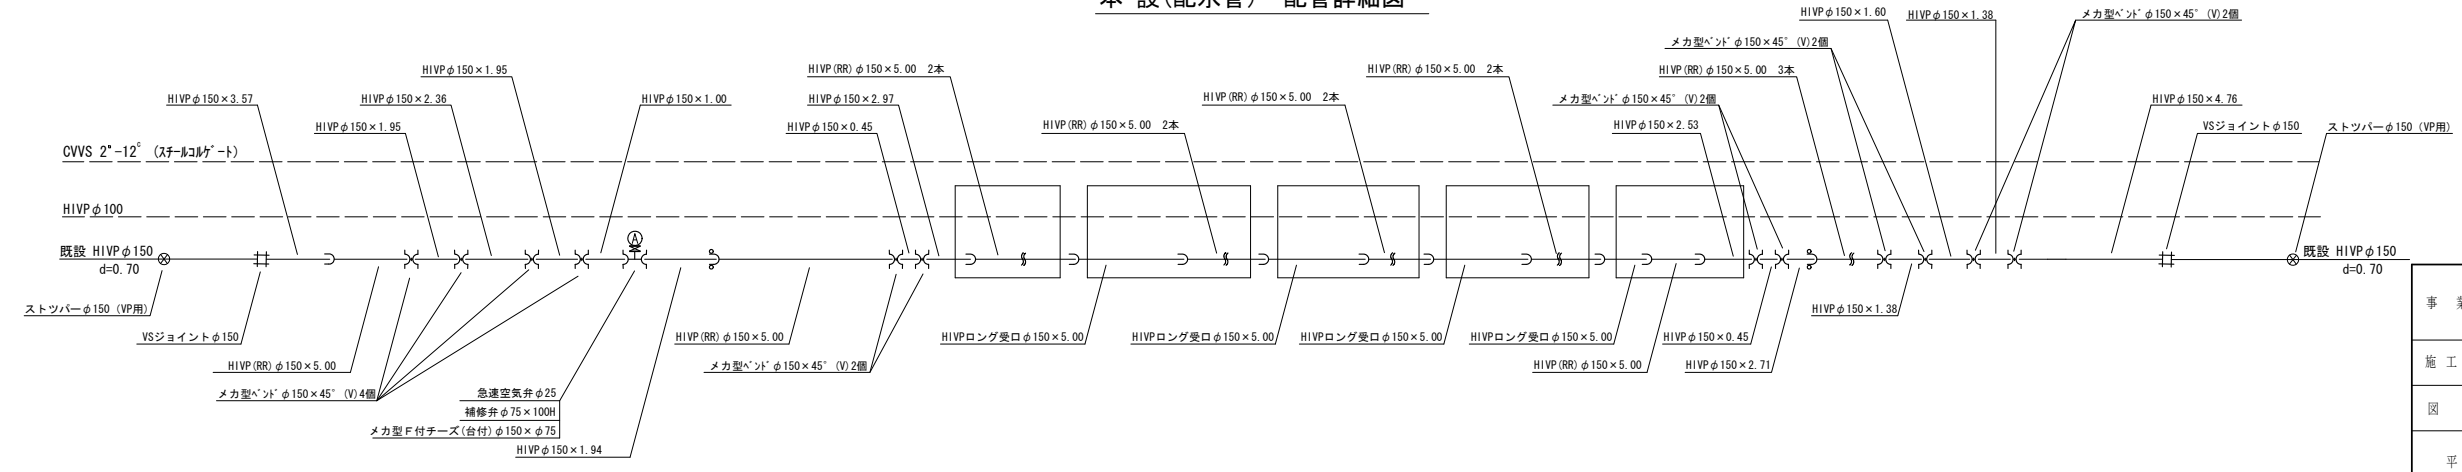 本 設(配水管) 配管詳細図
HIVPφ150×1.60
HIVPφ150×1.38
メカ型ベンドφ150×45°(V)2個
メカ型ベンドφ150×45°(V)2個
HIVPφ150×1.95
HIVP(RR)φ150×5.00 2本
HIVP(RR)φ150×5.00 2本
HIVP(RR)φ150×5.00 3本
HIVPφ150×3.57
HIVPφ150×2.36
HIVPφ150×1.00
HIVPφ150×2.97
HIVP(RR)φ150×5.00 2本
メカ型ベンドφ150×45°(V)2個
HIVPφ150×4.76
HIVPφ150×1.95
HIVPφ150×0.45
HIVP(RR)φ150×5.00 2本
HIVPφ150×2.53
VSジョイントφ150
ストツパーφ150(VP用)
CVVS 2"-12c (スチールコルゲート)
HIVPφ100
既設 HIVPφ150
d=0.70
A
既設 HIVPφ150
d=0.70
ストツパーφ150(VP用)
HIVPφ150×1.38
VSジョイントφ150
HIVP(RR)φ150×5.00
HIVPロング受口φ150×5.00
HIVPロング受口φ150×5.00
HIVPロング受口φ150×5.00
HIVPロング受口φ150×5.00
HIVPφ150×0.45
HIVP(RR)φ150×5.00
メカ型ベンドφ150×45°(V)2個
HIVP(RR)φ150×5.00
HIVPφ150×2.71
メカ型ベンドφ150×45°(V)4個
急速空気弁φ25
補修弁φ75×100H
メカ型F付チーズ(台付)φ150×φ75
HIVPφ150×1.94
事 業
施 工
図
平